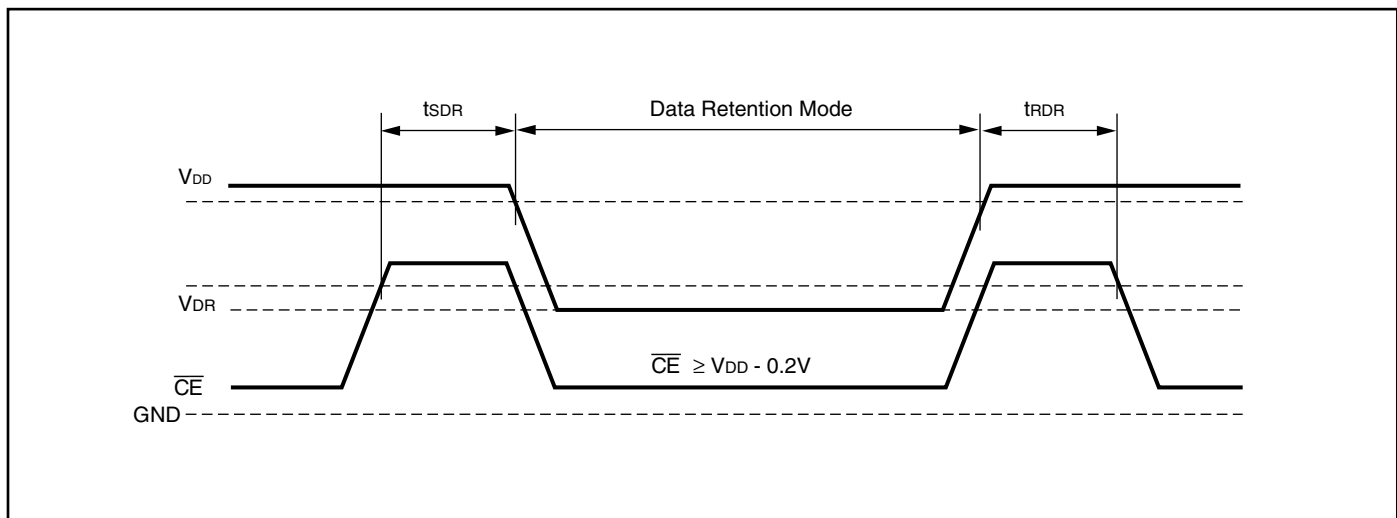 tSDR Data Retention Mode tRDR
VDD
VDR
CE ≥ VDD - 0.2V
CE
GND